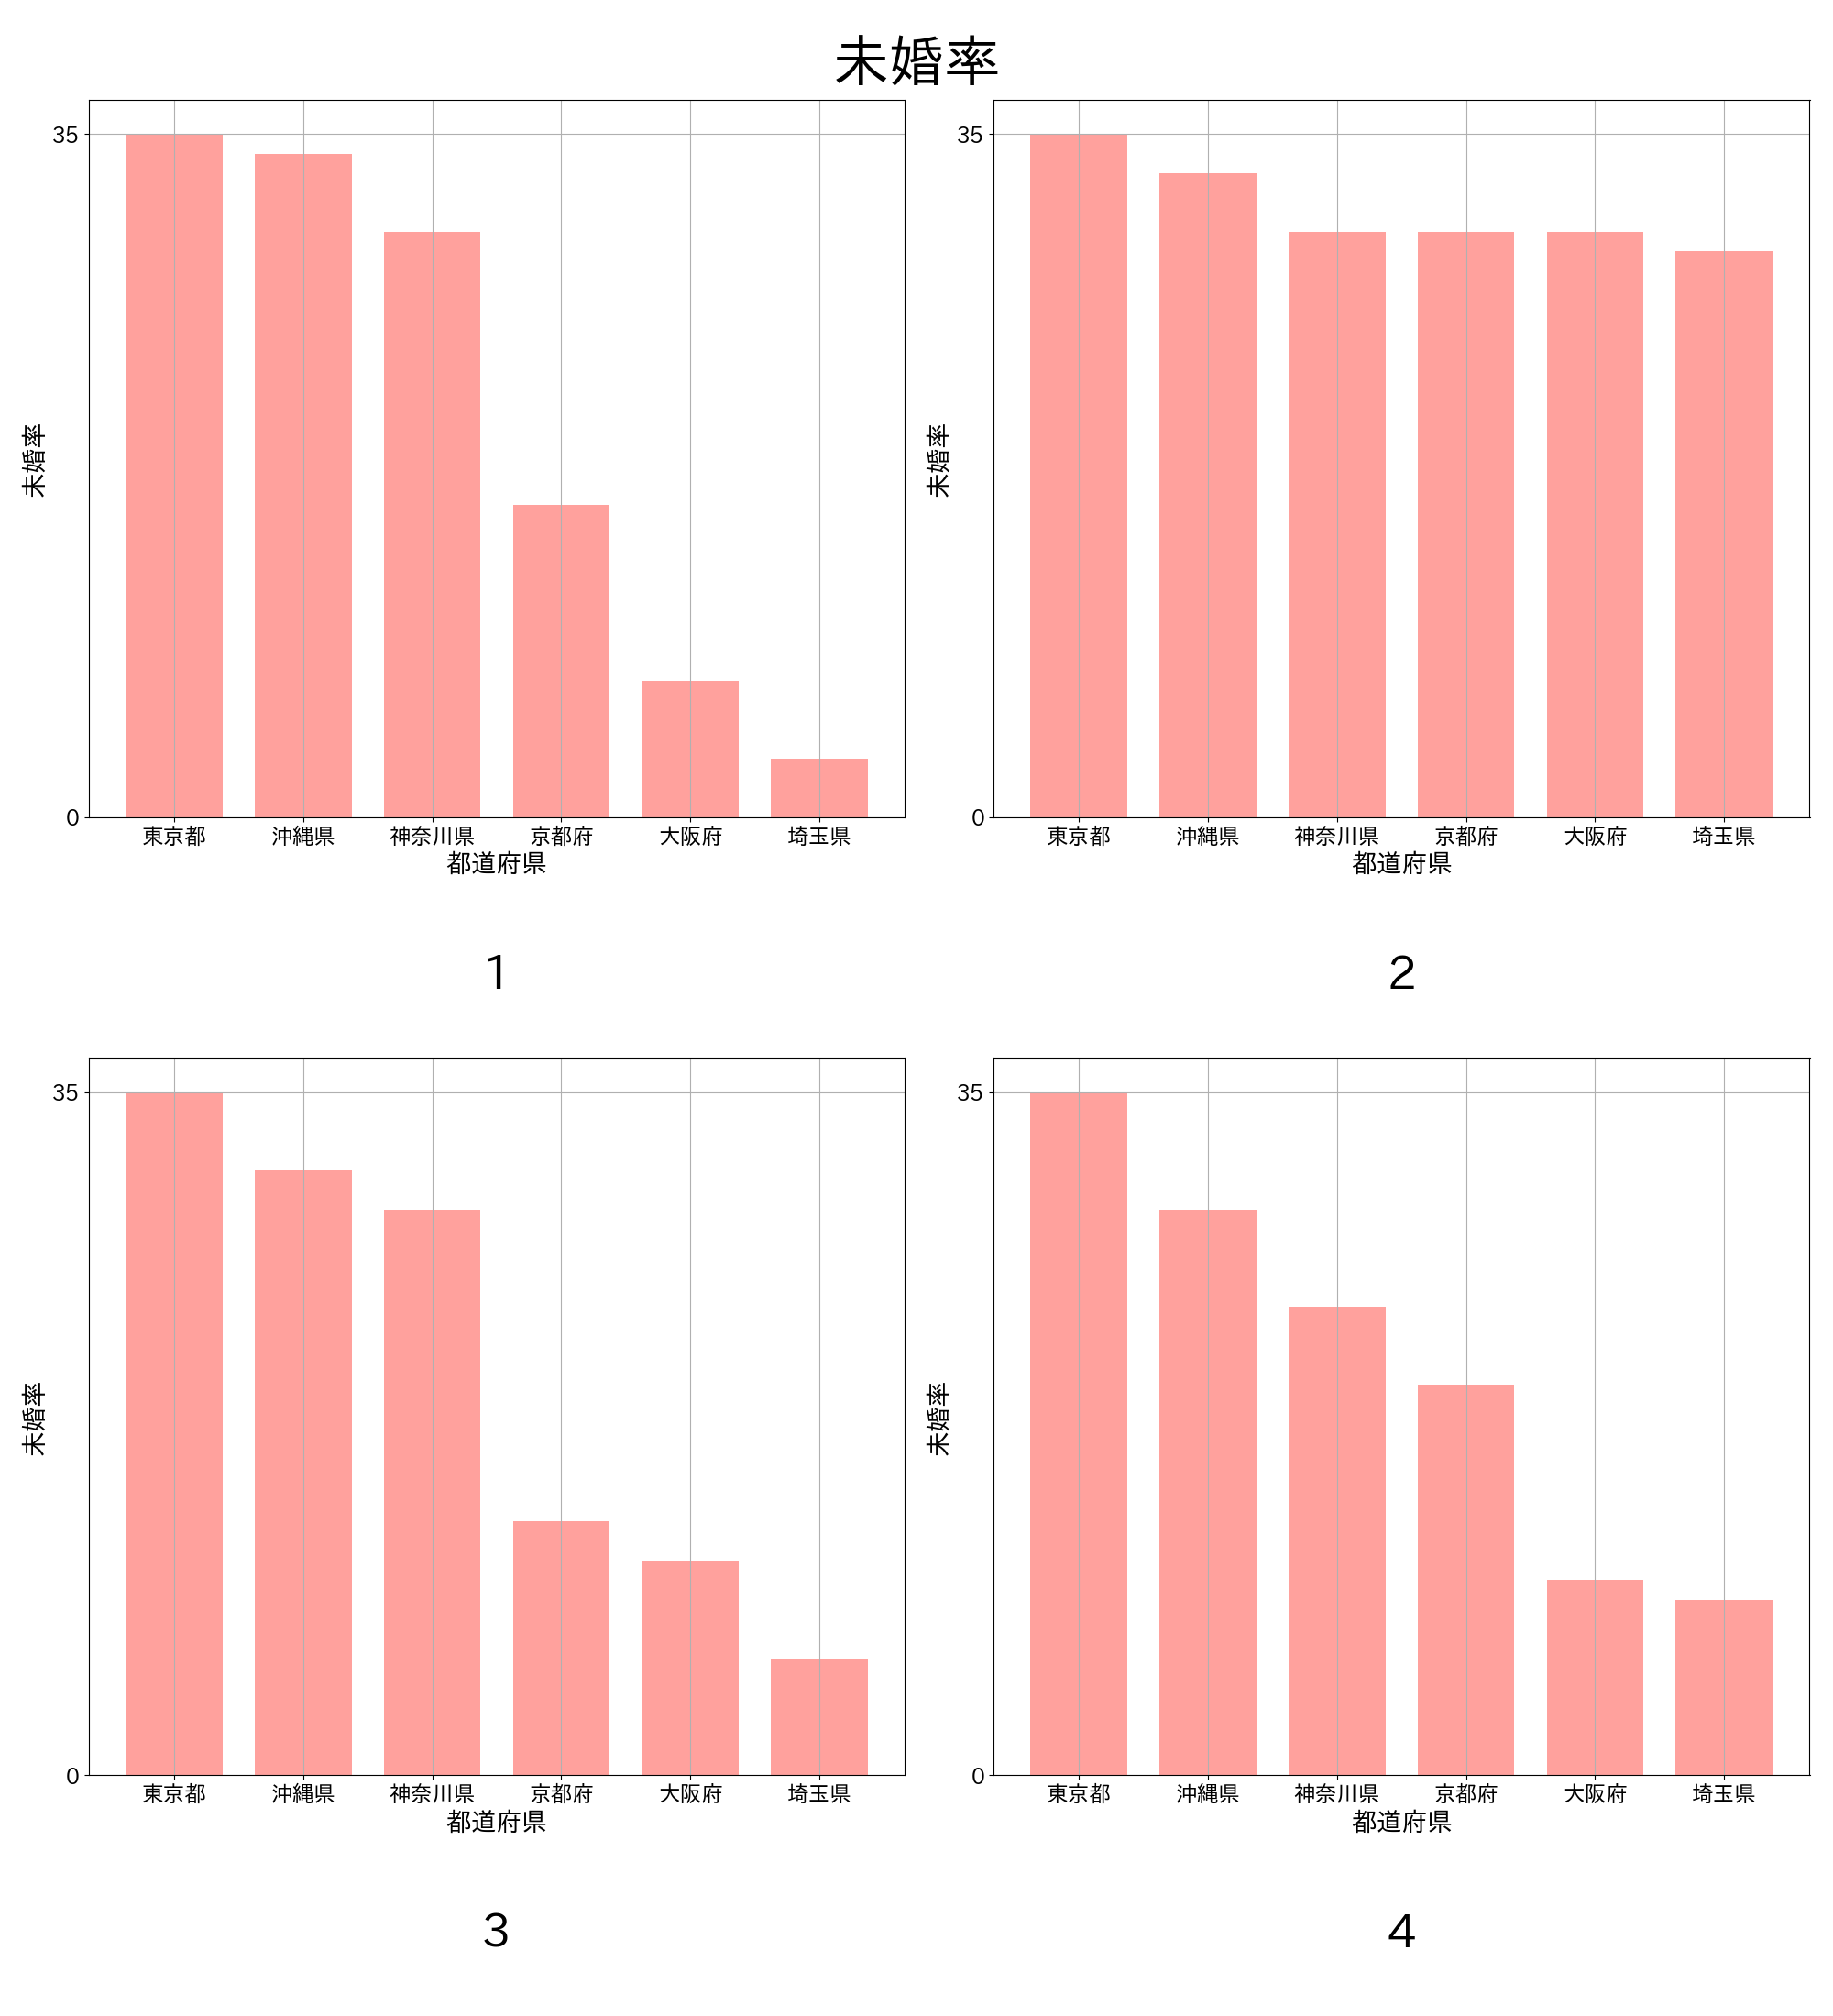 未婚率
35
0
未婚率
東京都 沖縄県 神奈川県 京都府 大阪府 埼玉県
都道府県
1
35
0
未婚率
東京都 沖縄県 神奈川県 京都府 大阪府 埼玉県
都道府県
2
35
0
未婚率
東京都 沖縄県 神奈川県 京都府 大阪府 埼玉県
都道府県
3
35
0
未婚率
東京都 沖縄県 神奈川県 京都府 大阪府 埼玉県
都道府県
4